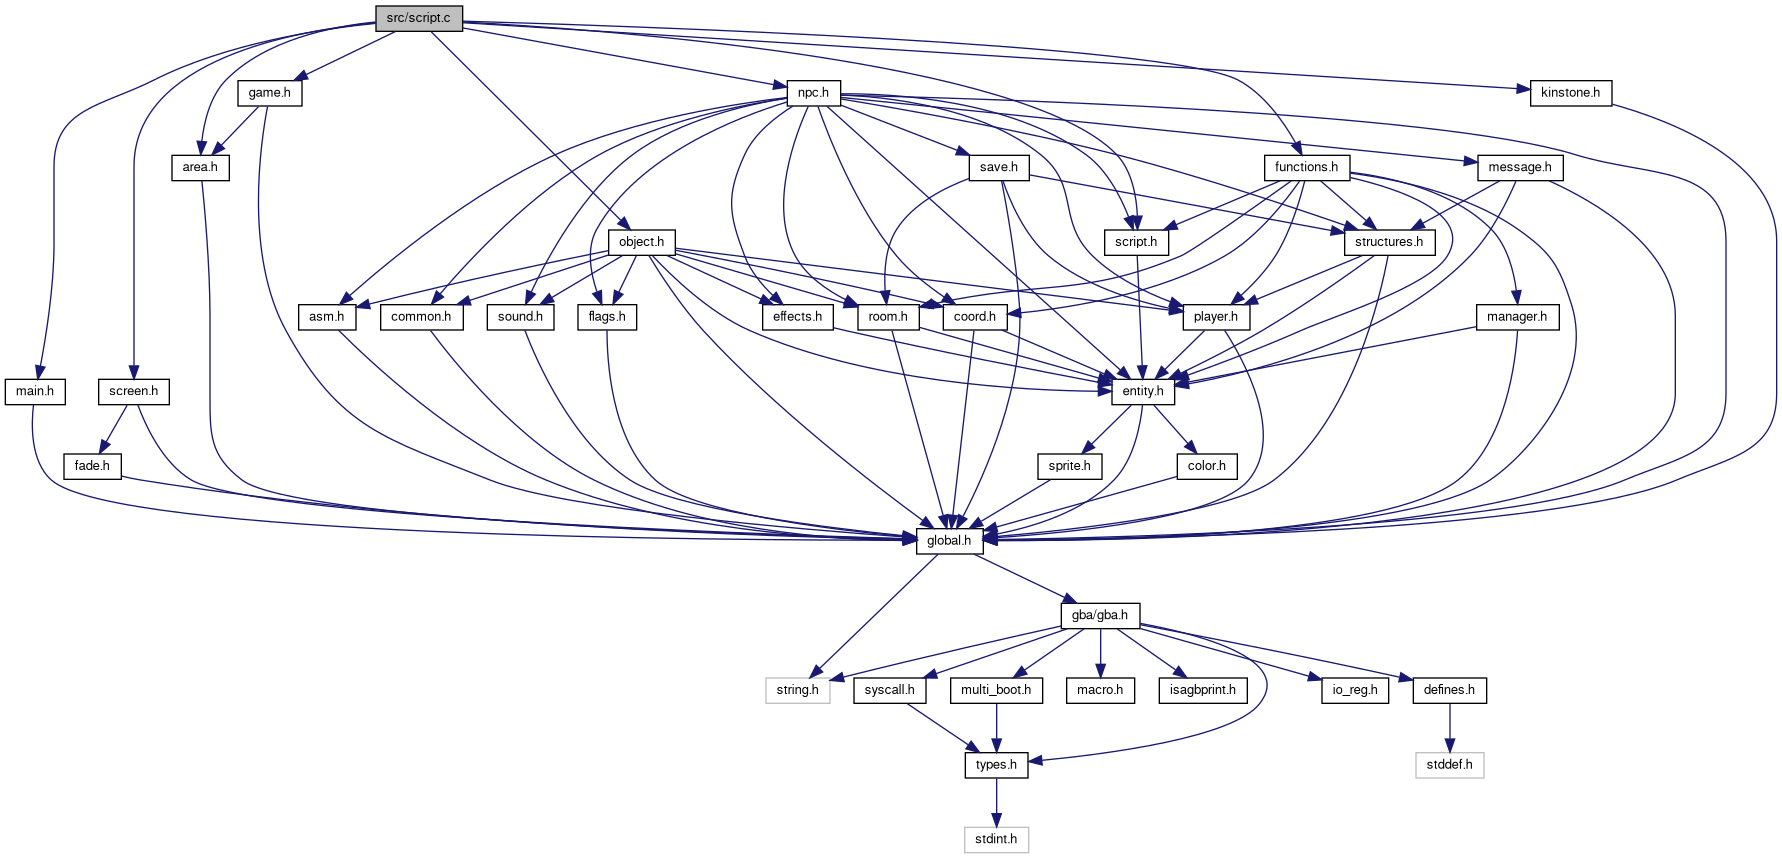 src/script.c
game.h
npc.h
kinstone.h
area.h
save.h
functions.h
message.h
object.h
script.h
structures.h
asm.h
common.h
sound.h
flags.h
effects.h
room.h
coord.h
player.h
manager.h
main.h
screen.h
entity.h
fade.h
sprite.h
color.h
global.h
gba/gba.h
string.h
syscall.h
multi_boot.h
macro.h
isagbprint.h
io_reg.h
defines.h
types.h
stddef.h
stdint.h